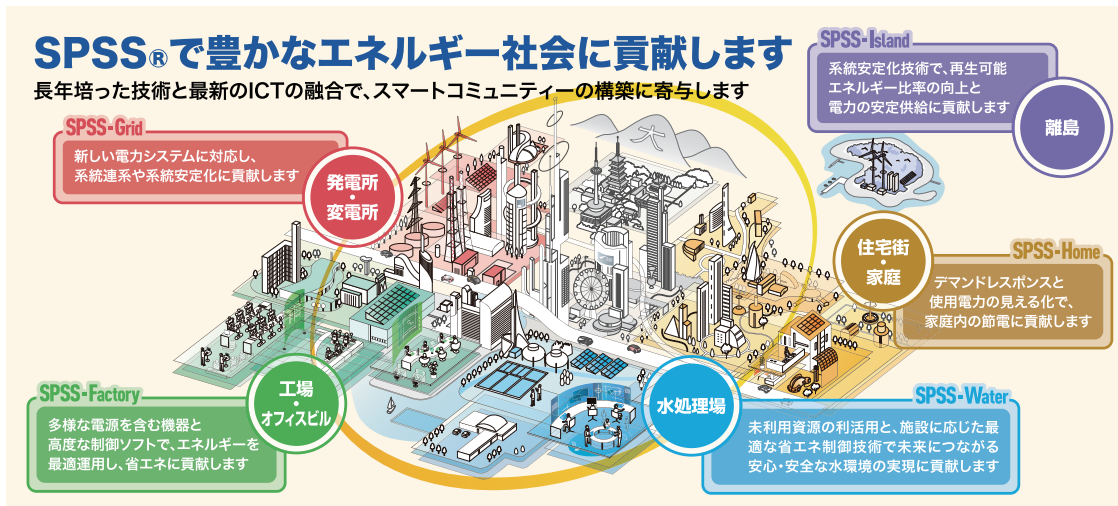 SPSS®で豊かなエネルギー社会に貢献します
長年培った技術と最新のICTの融合で、スマートコミュニティーの構築に寄与します
SPSS-Grid
新しい電力システムに対応し、
系統連系や系統安定化に貢献します
発電所
・
変電所
SPSS-Island
系統安定化技術で、再生可能
エネルギー比率の向上と
電力の安定供給に貢献します
離島
大
住宅街
・
家庭
SPSS-Home
デマンドレスポンスと
使用電力の見える化で、
家庭内の節電に貢献します
SPSS-Factory
多様な電源を含む機器と
高度な制御ソフトで、エネルギーを
最適運用し、省エネに貢献します
工場
・
オフィスビル
水処理場
SPSS-Water
未利用資源の利活用と、施設に応じた最
適な省エネ制御技術で未来につながる
安心・安全な水環境の実現に貢献します